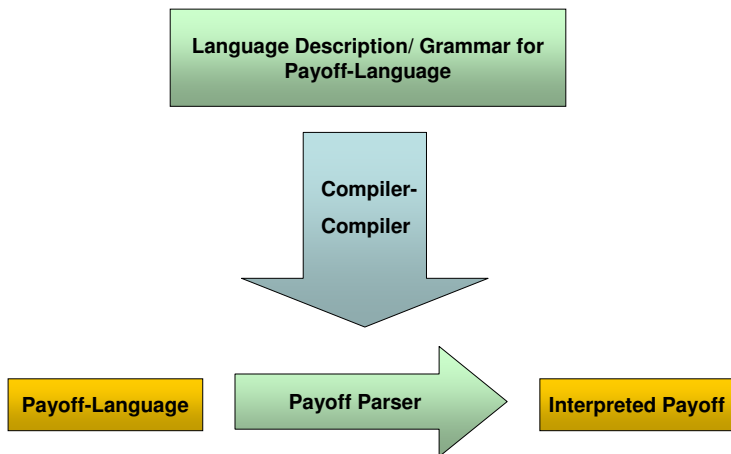 Language Description/ Grammar for
Payoff-Language
Compiler-
Compiler
Payoff-Language
Payoff Parser
Interpreted Payoff